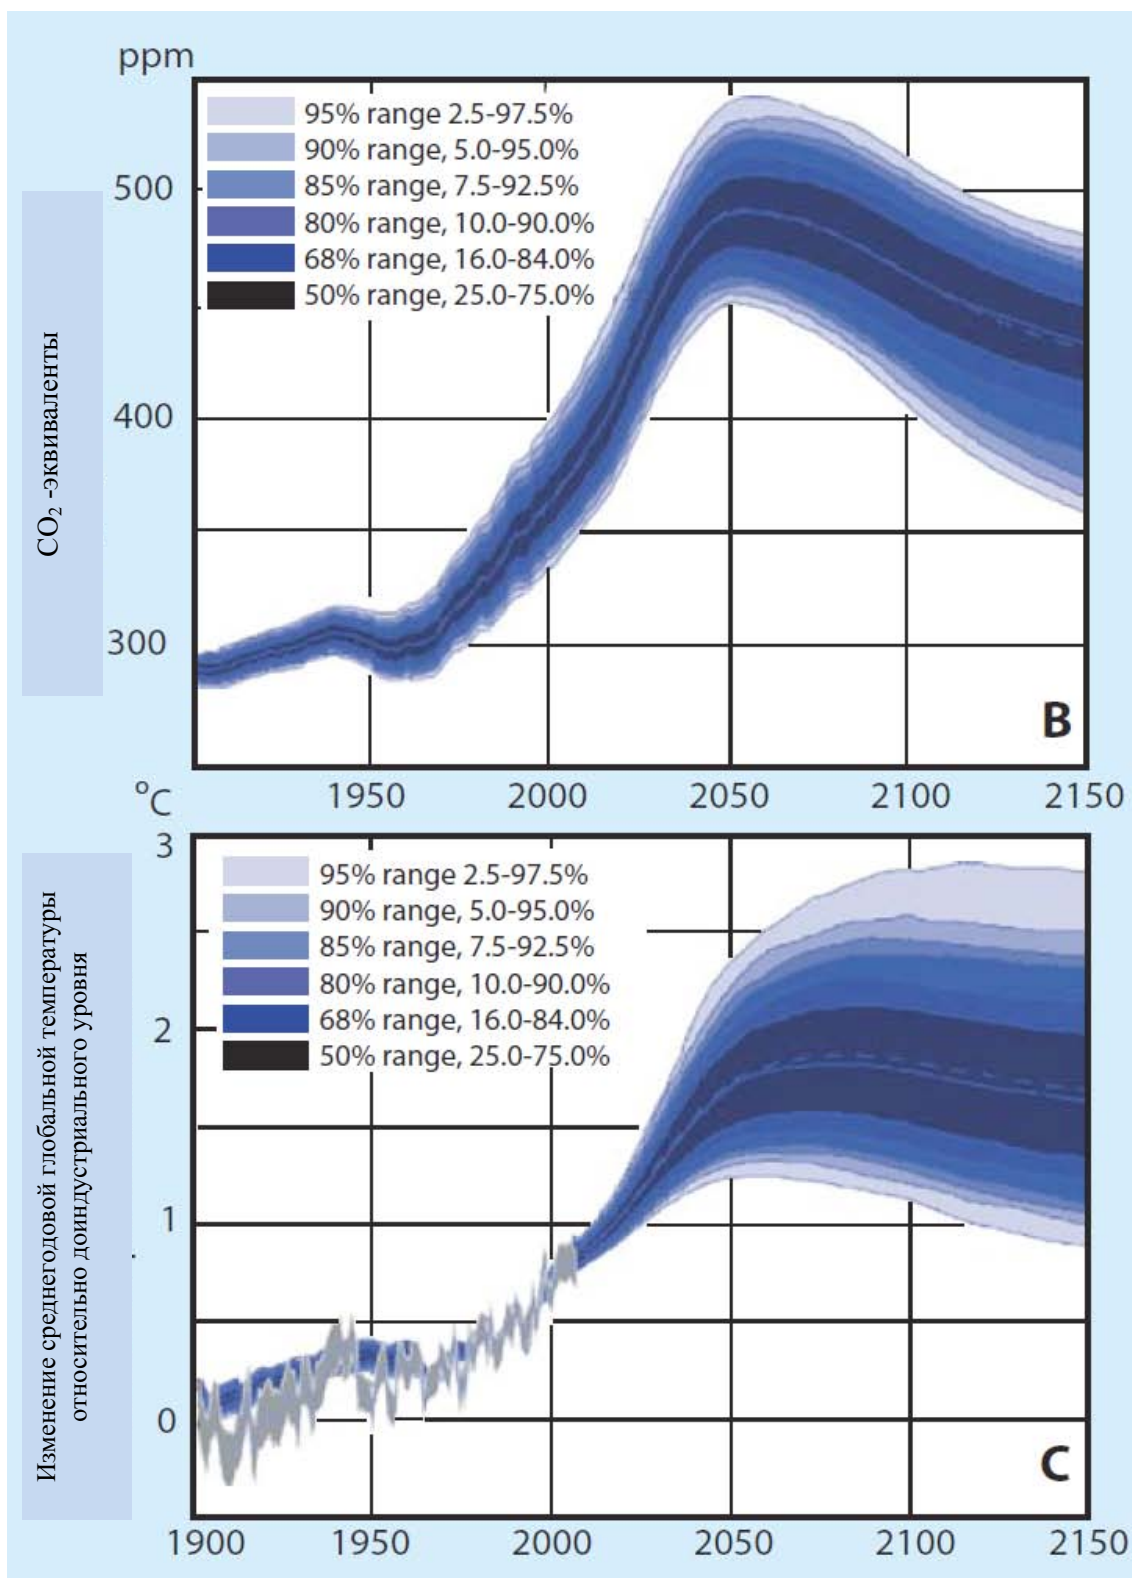 ppm
95% range 2.5-97.5%
90% range, 5.0-95.0%
85% range, 7.5-92.5%
80% range, 10.0-90.0%
68% range, 16.0-84.0%
50% range, 25.0-75.0%
500
400
300
CO₂ -эквиваленты
B
1950
2000
2050
2100
2150
°C
95% range 2.5-97.5%
90% range, 5.0-95.0%
85% range, 7.5-92.5%
80% range, 10.0-90.0%
68% range, 16.0-84.0%
50% range, 25.0-75.0%
3
2
1
0
Изменение среднегодовой глобальной температуры
относительно доиндустриального уровня
C
1900
1950
2000
2050
2100
2150